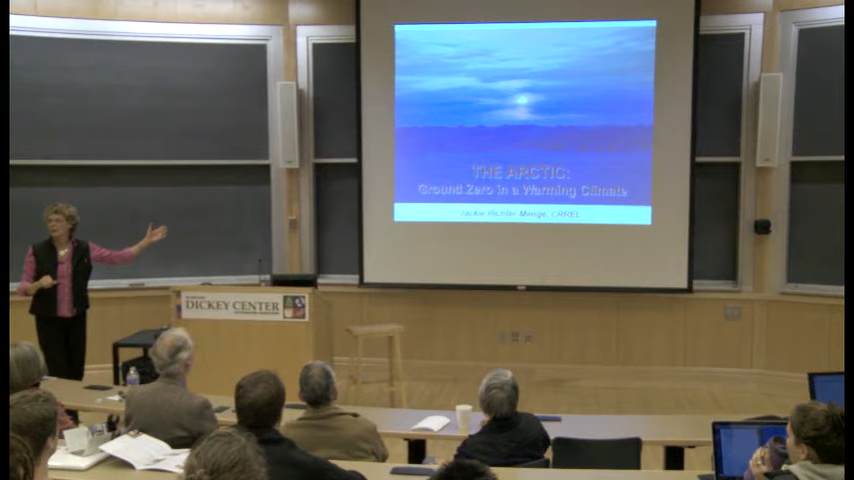 THE ARCTIC:
Ground Zero in a Warming Climate
Jackie Richter-Menge, CRREL
DICKEY CENTER